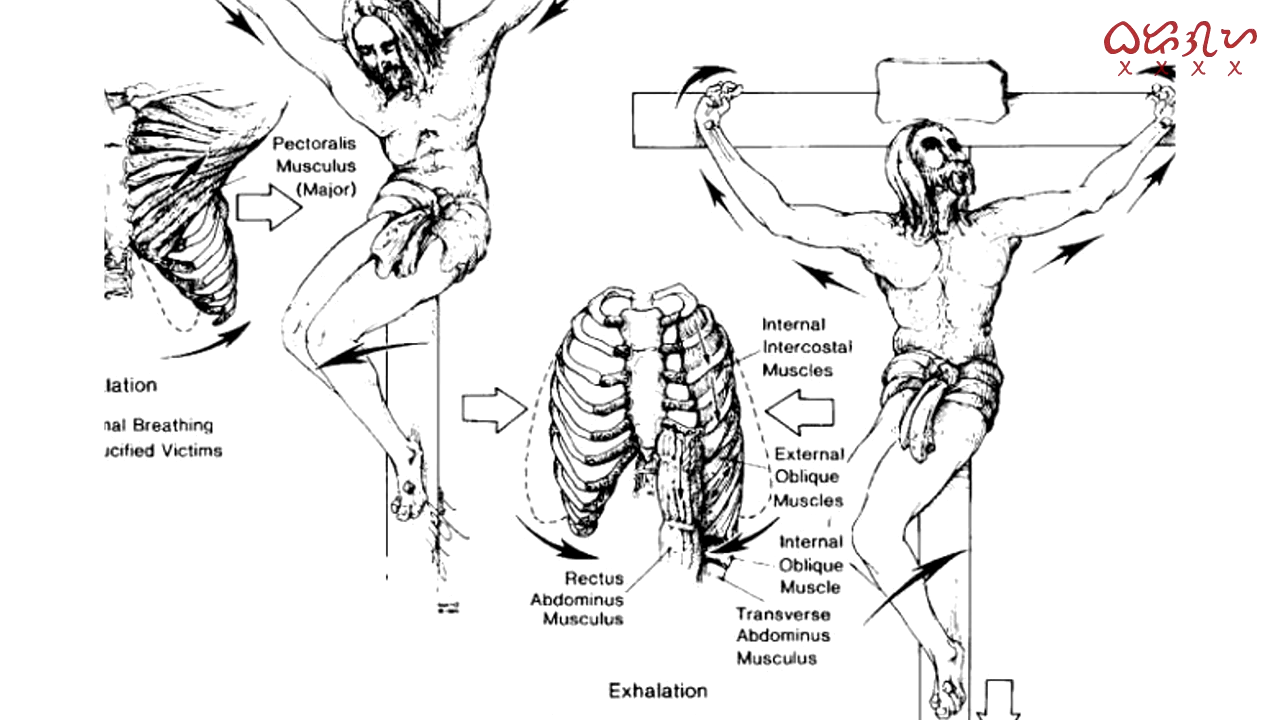 Pectoralis
Musculus
(Major)
lation
nal Breathing
ucified Victims
Internal
Intercostal
Muscles
External
Oblique
Muscles
Internal
Oblique
Muscle
Transverse
Abdominus
Musculus
Rectus
Abdominus
Musculus
Exhalation